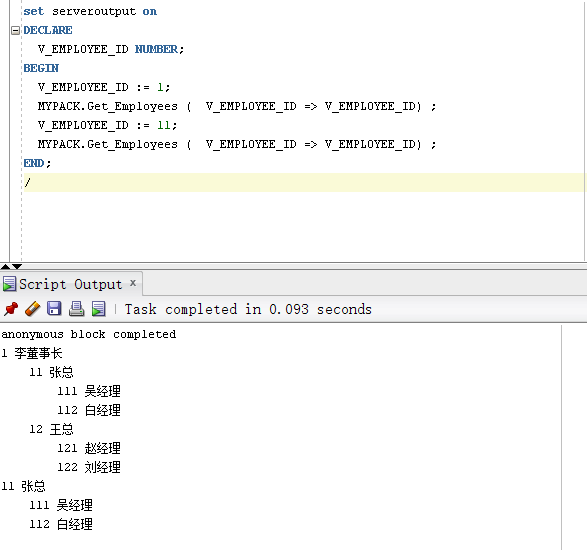 set serveroutput on
DECLARE
  V_EMPLOYEE_ID NUMBER;
BEGIN
  V_EMPLOYEE_ID := 1;
  MYPACK.Get_Employees (  V_EMPLOYEE_ID => V_EMPLOYEE_ID) ;
  V_EMPLOYEE_ID := 11;
  MYPACK.Get_Employees (  V_EMPLOYEE_ID => V_EMPLOYEE_ID) ;
END;
/
Script Output x
Task completed in 0.093 seconds
anonymous block completed
1 李董事长
    11 张总
        111 吴经理
        112 白经理
    12 王总
        121 赵经理
        122 刘经理
11 张总
    111 吴经理
    112 白经理